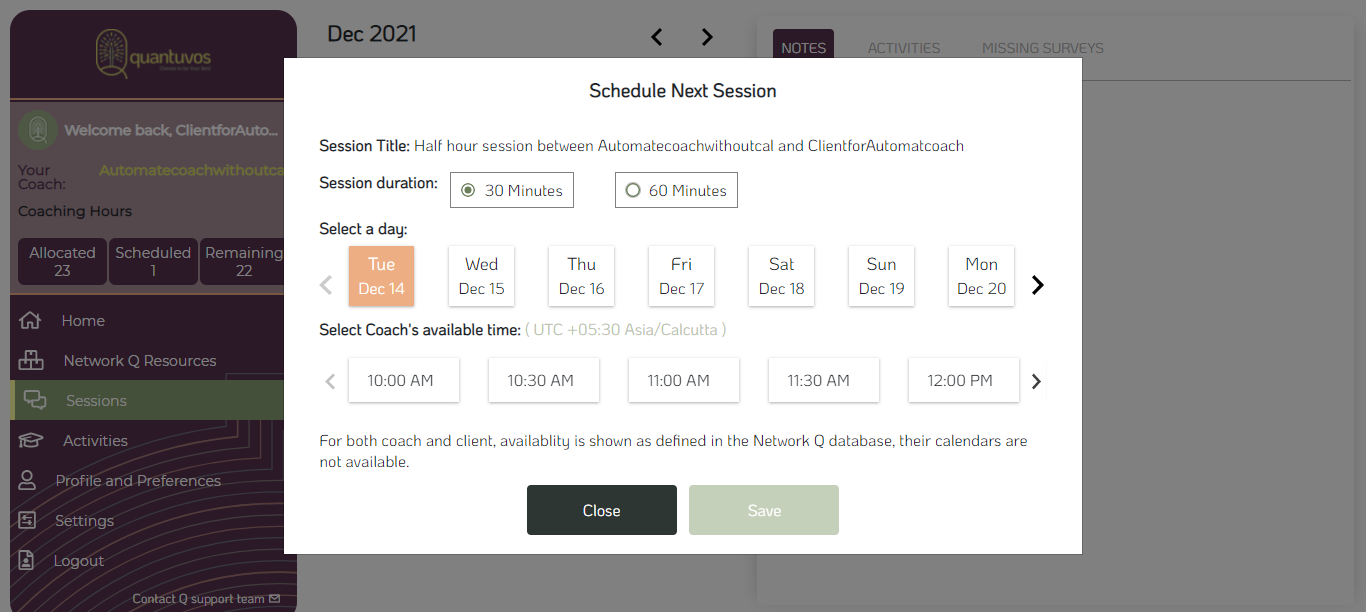 quantuvos
Welcome back, ClientforAuto...
Your Coach: Automatecoachwithoutca
Coaching Hours
Allocated 23
Scheduled 1
Remaining 22
Home
Network Q Resources
Sessions
Activities
Profile and Preferences
Settings
Logout
Contact Q support team
Dec 2021
NOTES ACTIVITIES MISSING SURVEYS
Schedule Next Session
Session Title: Half hour session between Automatecoachwithoutcal and ClientforAutomatcoach
Session duration: 30 Minutes 60 Minutes
Select a day:
Tue Dec 14
Wed Dec 15
Thu Dec 16
Fri Dec 17
Sat Dec 18
Sun Dec 19
Mon Dec 20
Select Coach's available time: ( UTC +05:30 Asia/Calcutta )
10:00 AM 10:30 AM 11:00 AM 11:30 AM 12:00 PM
For both coach and client, availablity is shown as defined in the Network Q database, their calendars are
not available.
Close Save